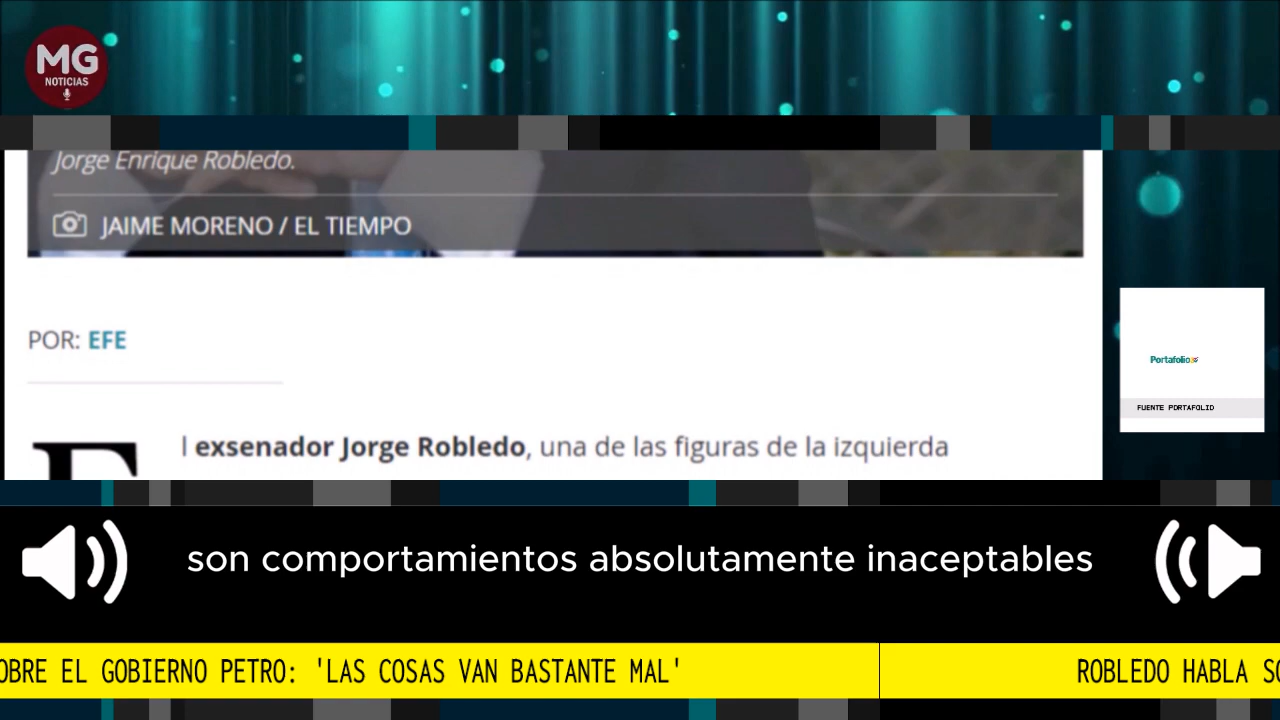 MG
NOTICIAS
Jorge Enrique Robledo.
JAIME MORENO / EL TIEMPO
POR: EFE
El exsenador Jorge Robledo, una de las figuras de la izquierda
Portafolio
FUENTE PORTAFOLIO
son comportamientos absolutamente inaceptables
OBRE EL GOBIERNO PETRO: 'LAS COSAS VAN BASTANTE MAL'
ROBLEDO HABLA SO